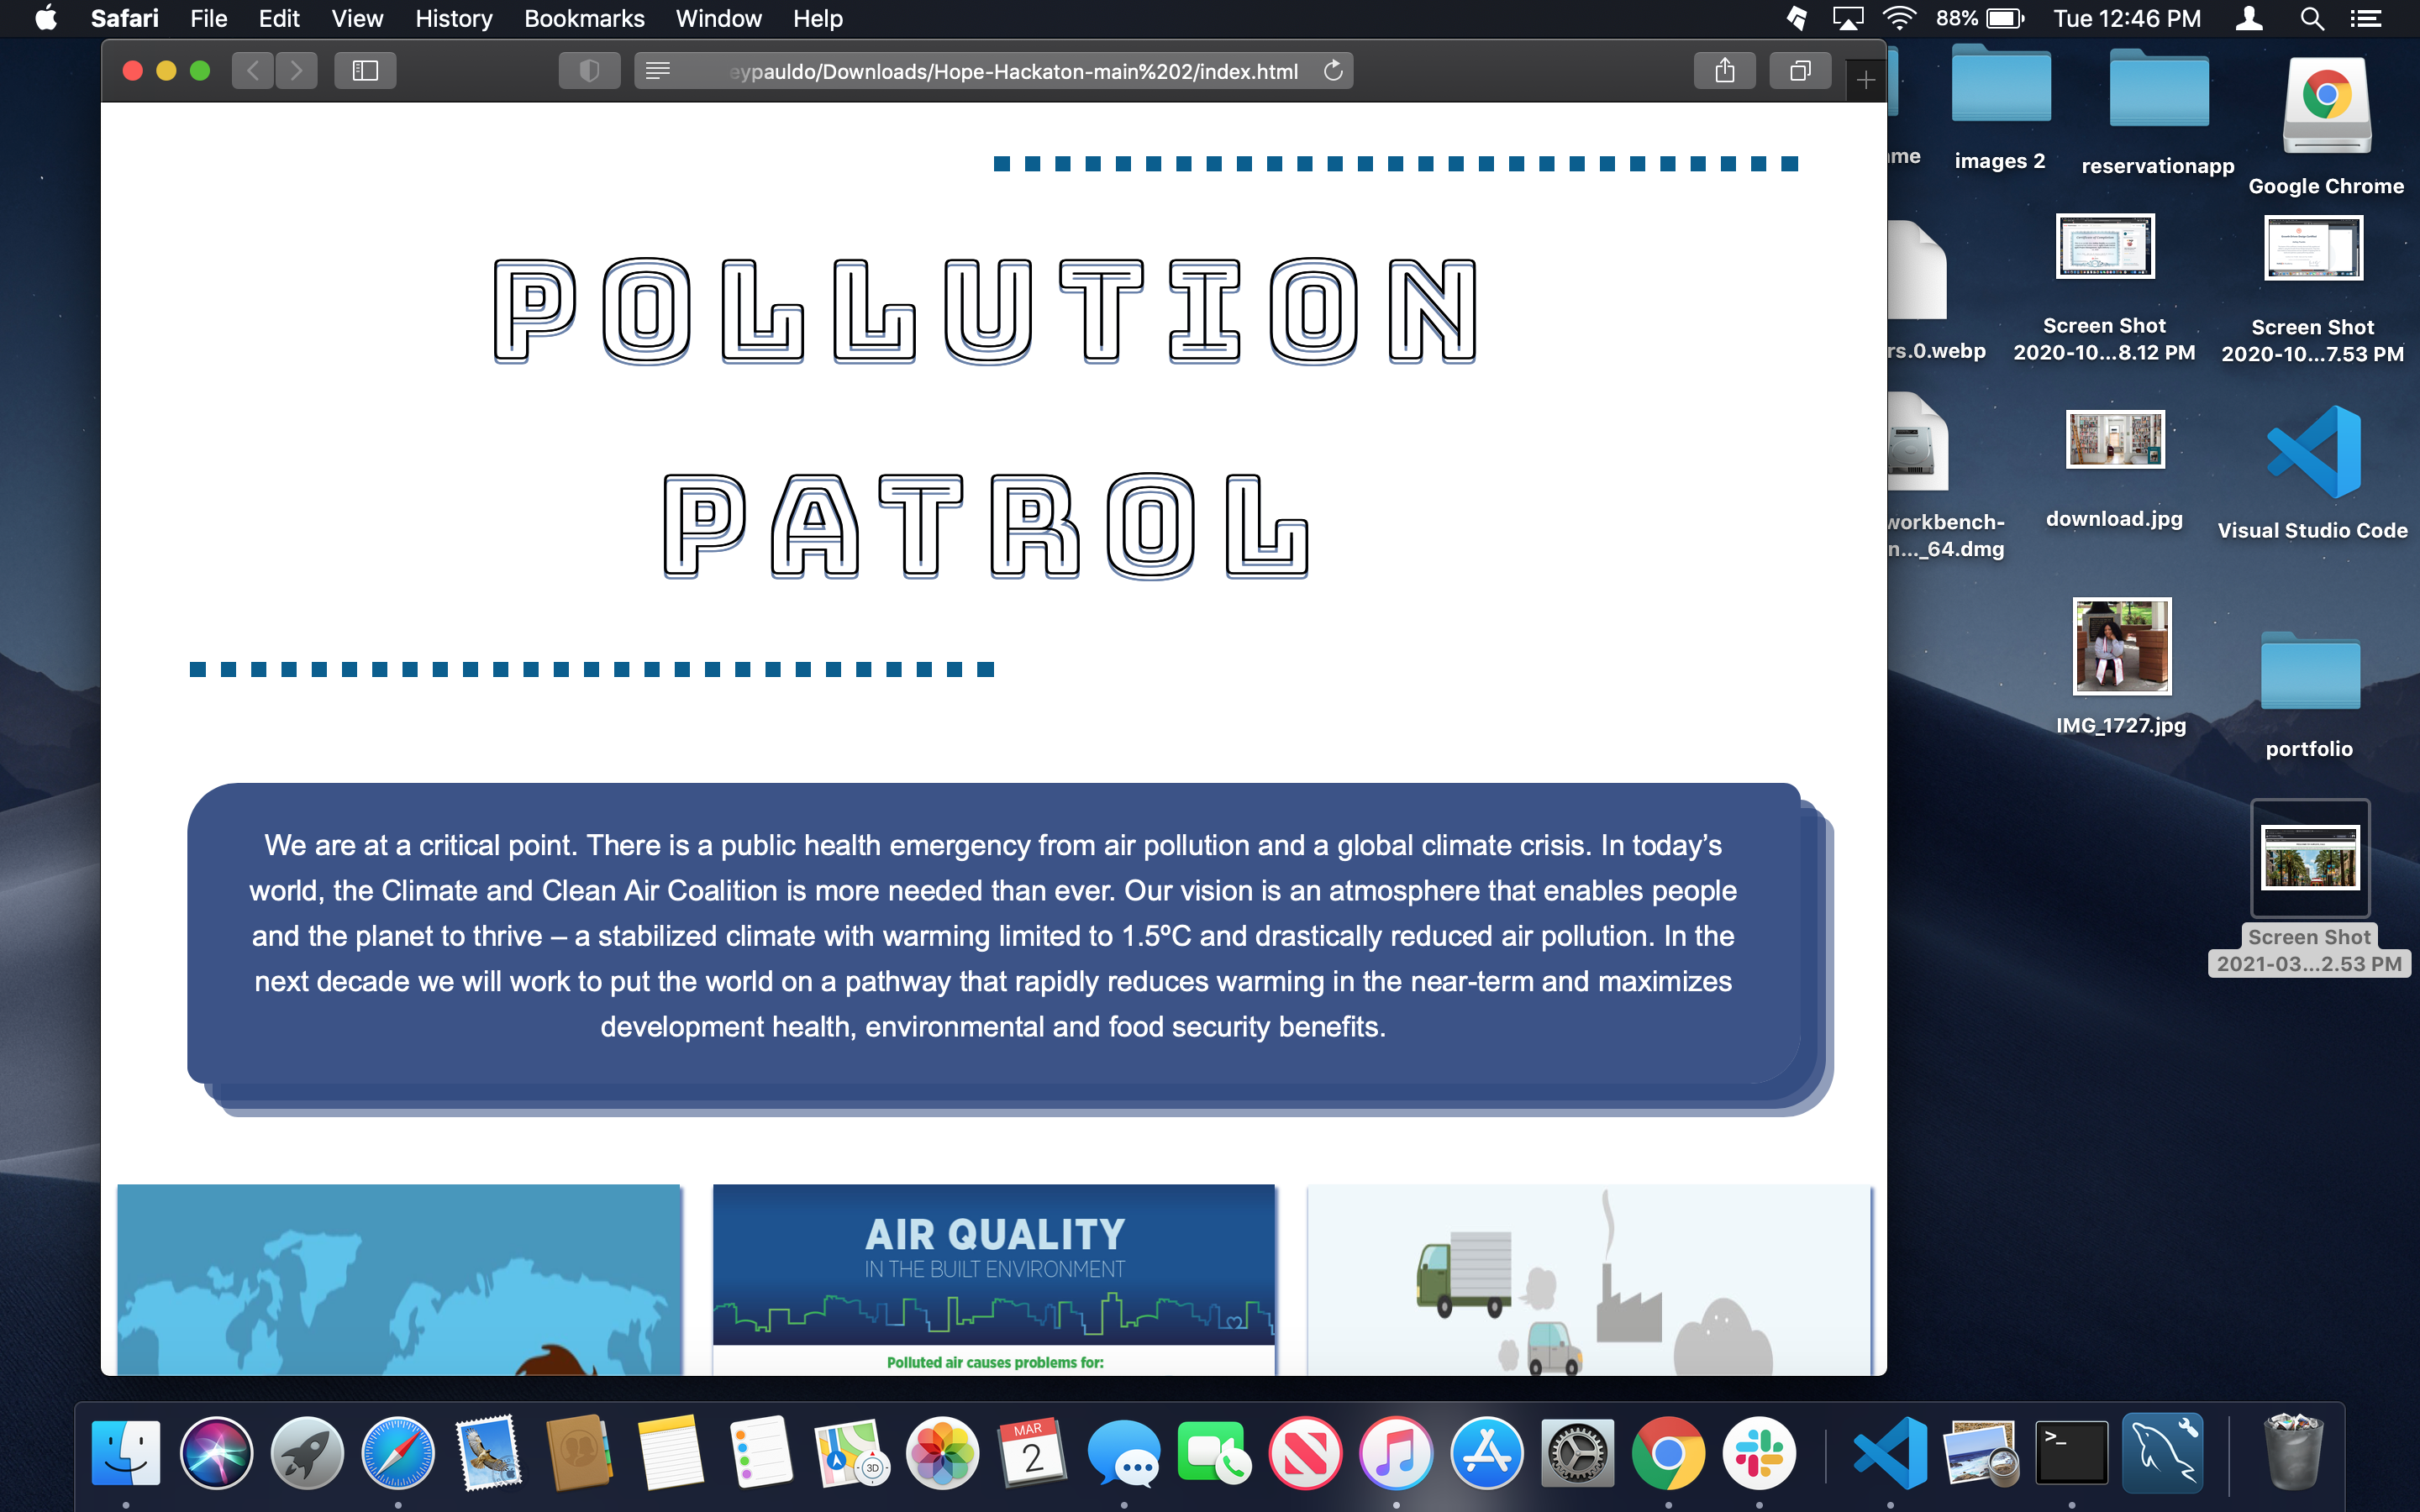 Safari File Edit View History Bookmarks Window Help 88% Tue 12:46 PM
eypauldo/Downloads/Hope-Hackaton-main%202/index.html
POLLUTION
PATROL
We are at a critical point. There is a public health emergency from air pollution and a global climate crisis. In today’s
world, the Climate and Clean Air Coalition is more needed than ever. Our vision is an atmosphere that enables people
and the planet to thrive – a stabilized climate with warming limited to 1.5ºC and drastically reduced air pollution. In the
next decade we will work to put the world on a pathway that rapidly reduces warming in the near-term and maximizes
development health, environmental and food security benefits.
AIR QUALITY
IN THE BUILT ENVIRONMENT
Polluted air causes problems for:
me
images 2
reservationapp
Google Chrome
rs.0.webp
Screen Shot
2020-10...8.12 PM
Screen Shot
2020-10...7.53 PM
workbench-
n..._64.dmg
download.jpg
Visual Studio Code
IMG_1727.jpg
portfolio
Screen Shot
2021-03...2.53 PM
3D
MAR
2
>_